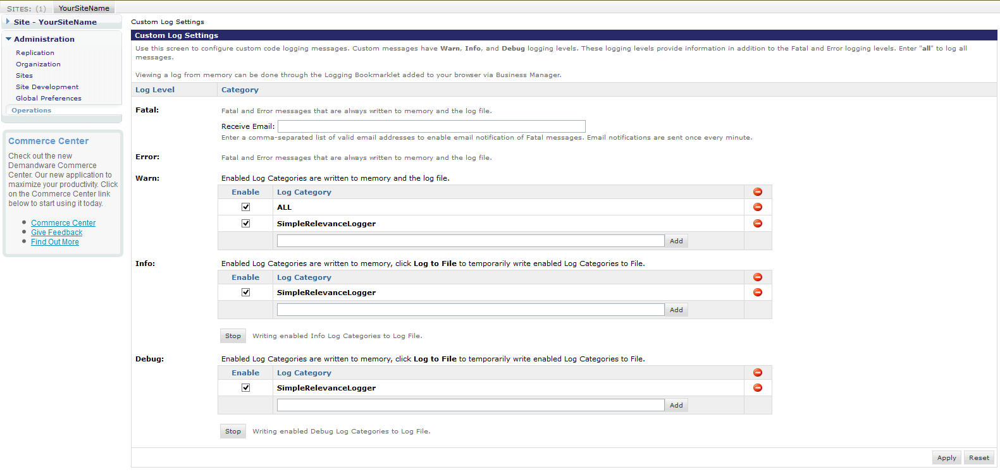 SITES: (1) YourSiteName
Site - YourSiteName
Administration
Replication
Organization
Sites
Site Development
Global Preferences
Operations
Commerce Center
Check out the new
Demandware Commerce
Center. Our new application to
maximize your productivity. Click
on the Commerce Center link
below to start using it today.
Commerce Center
Give Feedback
Find Out More
Custom Log Settings
Custom Log Settings
Use this screen to configure custom code logging messages. Custom messages have Warn, Info, and Debug logging levels. These logging levels provide information in addition to the Fatal and Error logging levels. Enter "all" to log all
messages.
Viewing a log from memory can be done through the Logging Bookmarklet added to your browser via Business Manager.
Log Level Category
Fatal: Fatal and Error messages that are always written to memory and the log file.
Receive Email:
Enter a comma-separated list of valid email addresses to enable email notification of Fatal messages. Email notifications are sent once every minute.
Error: Fatal and Error messages that are always written to memory and the log file.
Warn: Enabled Log Categories are written to memory and the log file.
Enable Log Category
ALL
SimpleRelevanceLogger
Add
Info: Enabled Log Categories are written to memory, click Log to File to temporarily write enabled Log Categories to File.
Enable Log Category
SimpleRelevanceLogger
Add
Stop Writing enabled Info Log Categories to Log File.
Debug: Enabled Log Categories are written to memory, click Log to File to temporarily write enabled Log Categories to File.
Enable Log Category
SimpleRelevanceLogger
Add
Stop Writing enabled Debug Log Categories to Log File.
Apply Reset